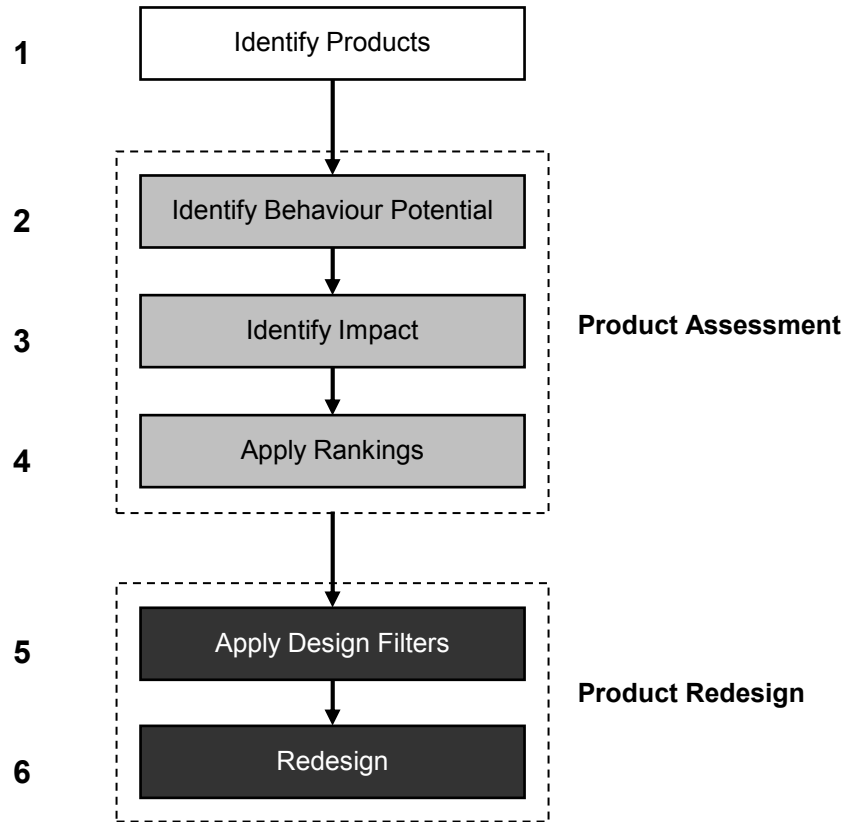 1
Identify Products
2
Identify Behaviour Potential
3
Identify Impact
Product Assessment
4
Apply Rankings
5
Apply Design Filters
Product Redesign
6
Redesign